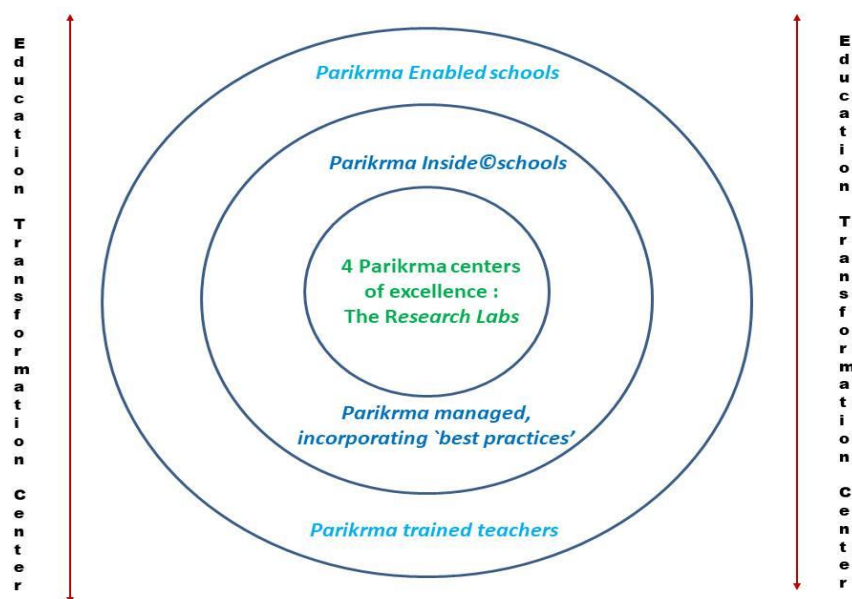 Education Transformation Center
Parikrma Enabled schools
Parikrma Inside©schools
4 Parikrma centers
of excellence :
The Research Labs
Parikrma managed,
incorporating `best practices’
Parikrma trained teachers
Education Transformation Center